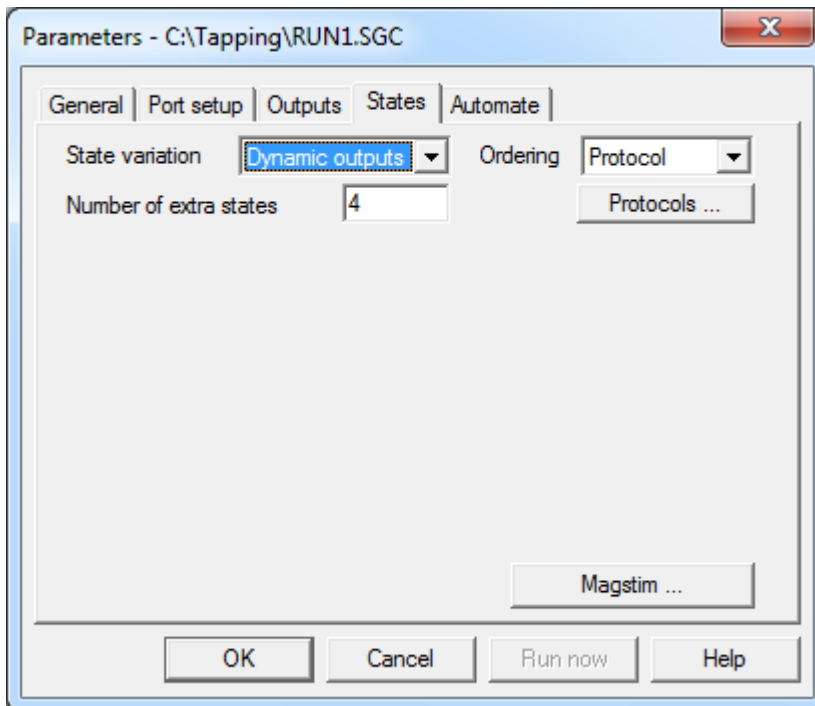 Parameters - C:\Tapping\RUN1.SGC
General Port setup Outputs States Automate
State variation Dynamic outputs Ordering Protocol
Number of extra states 4 Protocols ...
Magstim ...
OK Cancel Run now Help